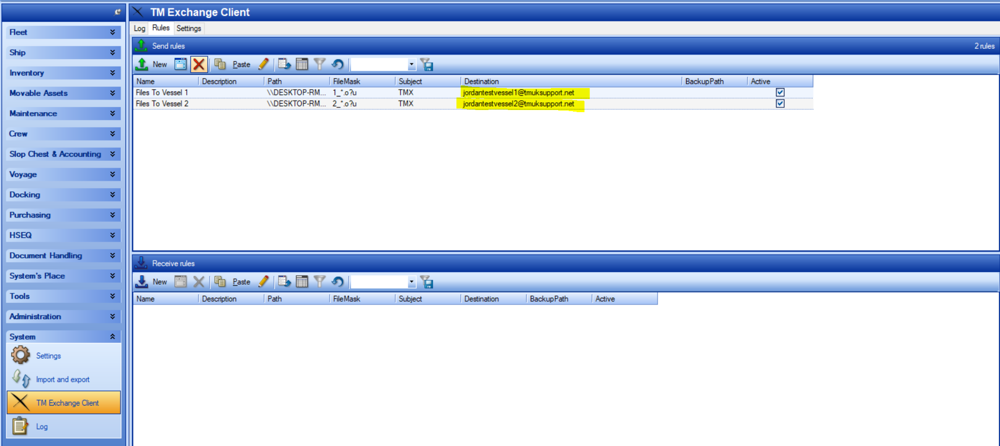 TM Exchange Client
Log Rules Settings
Fleet
Ship
Inventory
Movable Assets
Maintenance
Crew
Slop Chest & Accounting
Voyage
Docking
Purchasing
HSEQ
Document Handling
System's Place
Tools
Administration
System
Settings
Import and export
TM Exchange Client
Log
Send rules 2 rules
New Paste
Name Description Path FileMask Subject Destination BackupPath Active
Files To Vessel 1 \\DESKTOP-RM... 1_*.o?u TMX jordantestvessel1@tmuksupport.net
Files To Vessel 2 \\DESKTOP-RM... 2_*.o?u TMX jordantestvessel2@tmuksupport.net
Receive rules
New Paste
Name Description Path FileMask Subject Destination BackupPath Active